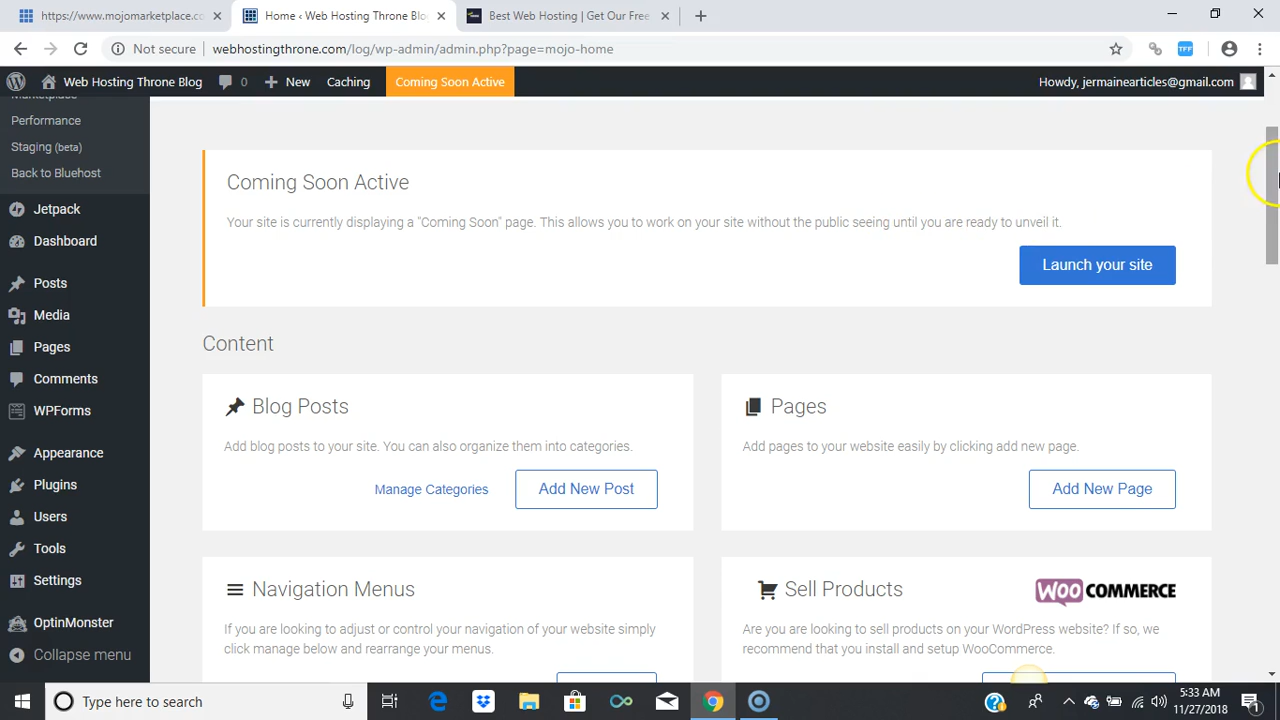 https://www.mojomarketplace.co
Home ‹ Web Hosting Throne Blo
Best Web Hosting | Get Our Free
Not secure
webhostingthrone.com/log/wp-admin/admin.php?page=mojo-home
TFF
Web Hosting Throne Blog
0
New
Caching
Coming Soon Active
Howdy, jermainearticles@gmail.com
Marketplace
Performance
Staging (beta)
Back to Bluehost
Jetpack
Dashboard
Posts
Media
Pages
Comments
WPForms
Appearance
Plugins
Users
Tools
Settings
OptinMonster
Collapse menu
Coming Soon Active
Your site is currently displaying a "Coming Soon" page. This allows you to work on your site without the public seeing until you are ready to unveil it.
Launch your site
Content
Blog Posts
Add blog posts to your site. You can also organize them into categories.
Manage Categories
Add New Post
Pages
Add pages to your website easily by clicking add new page.
Add New Page
Navigation Menus
If you are looking to adjust or control your navigation of your website simply
click manage below and rearrange your menus.
Sell Products
WOOCOMMERCE
Are you looking to sell products on your WordPress website? If so, we
recommend that you install and setup WooCommerce.
Type here to search
5:33 AM
11/27/2018
1